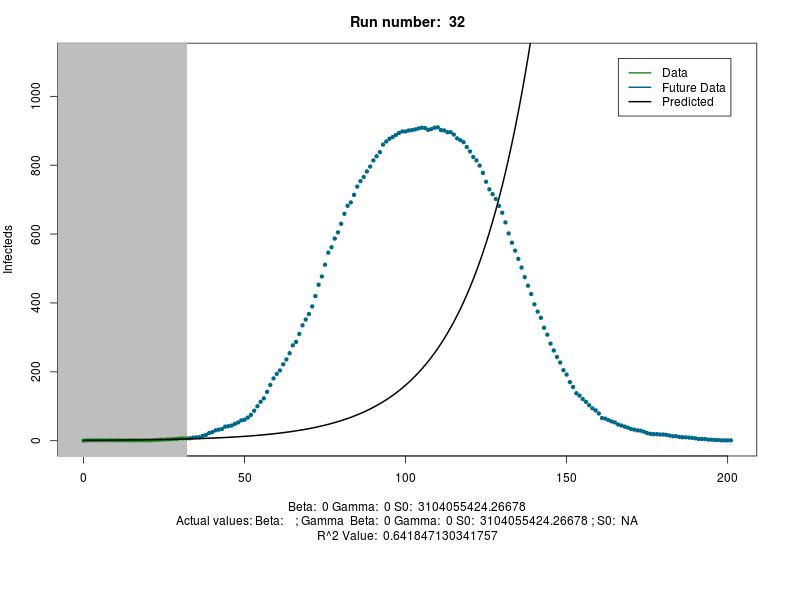 Run number: 32
Data
Future Data
Predicted
Infecteds
0
200
400
600
800
1000
0 50 100 150 200
Beta: 0 Gamma: 0 S0: 3104055424.26678
Actual values: Beta: ; Gamma Beta: 0 Gamma: 0 S0: 3104055424.26678 ; S0: NA
R^2 Value: 0.641847130341757